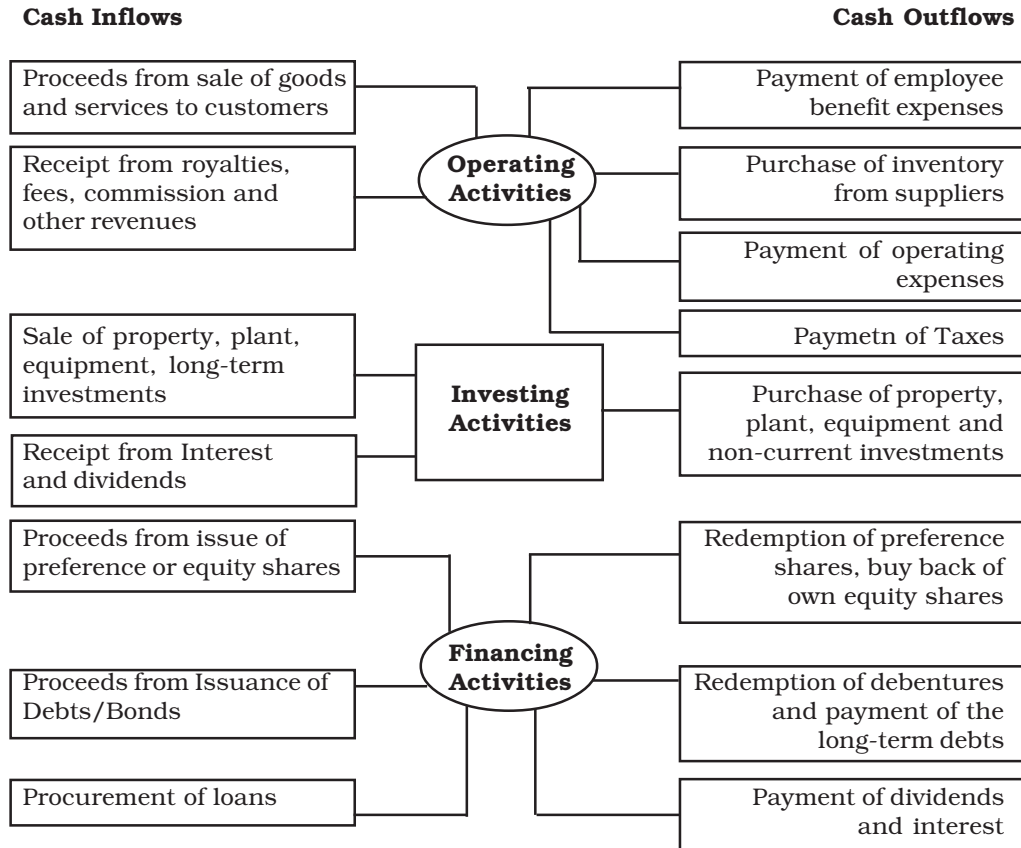 Cash Inflows
Cash Outflows
Proceeds from sale of goods
and services to customers
Receipt from royalties,
fees, commission and
other revenues
Operating
Activities
Payment of employee
benefit expenses
Purchase of inventory
from suppliers
Payment of operating
expenses
Paymetn of Taxes
Sale of property, plant,
equipment, long-term
investments
Receipt from Interest
and dividends
Investing
Activities
Purchase of property,
plant, equipment and
non-current investments
Proceeds from issue of
preference or equity shares
Proceeds from Issuance of
Debts/Bonds
Procurement of loans
Financing
Activities
Redemption of preference
shares, buy back of
own equity shares
Redemption of debentures
and payment of the
long-term debts
Payment of dividends
and interest